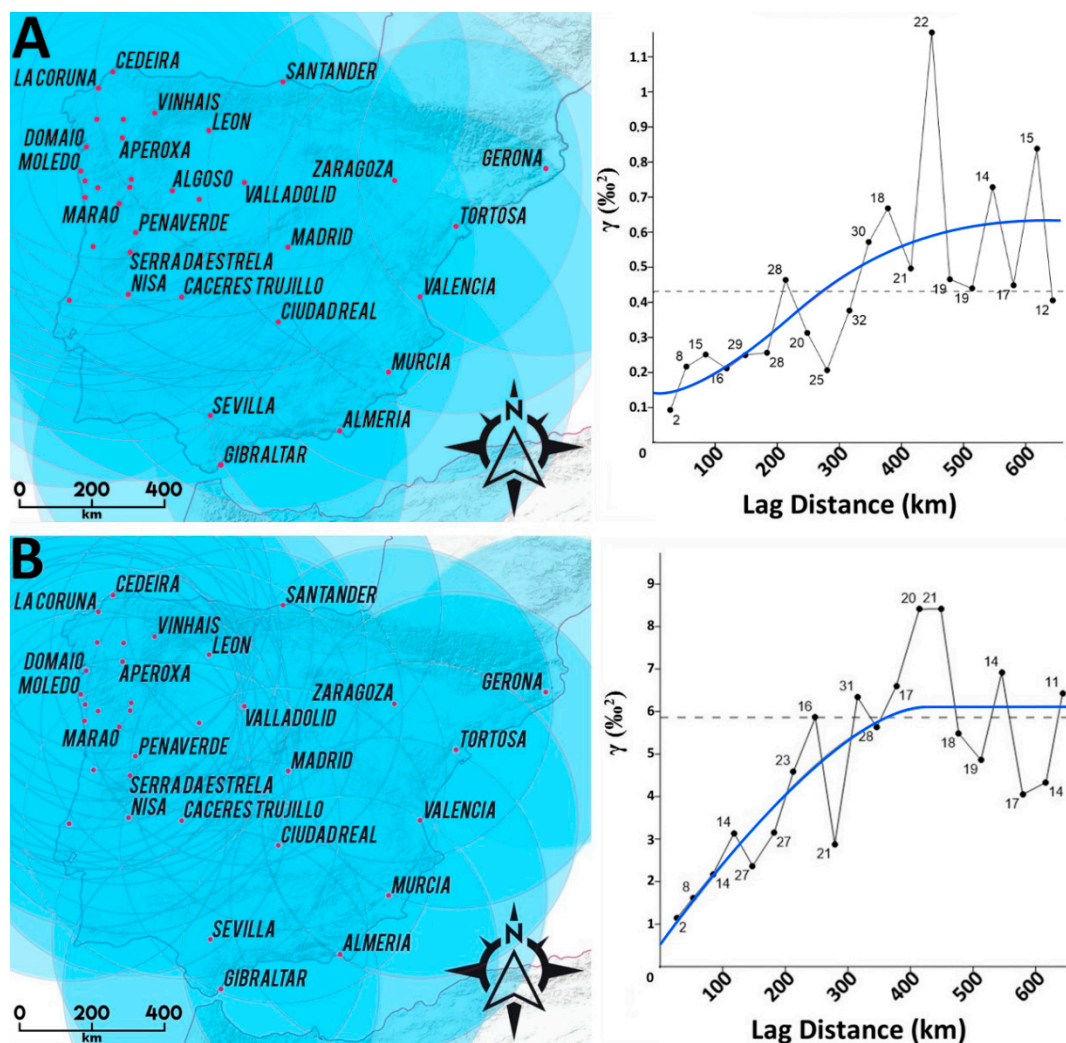 A
CEDEIRA
LA CORUNA
SANTANDER
VINHAIS
LEON
DOMAIO
MOLEDO
APEROXA
ZARAGOZA
GERONA
ALGOSO
VALLADOLID
MARAO
PENAVERDE
TORTOSA
MADRID
SERRA DA ESTRELA
NISA
CACERES TRUJILLO
VALENCIA
CIUDAD REAL
MURCIA
SEVILLA
ALMERIA
GIBRALTAR
N
0 200 400
km
γ (‰²)
1,1
1
0.9
0.8
0.7
0.6
0.5
0.4
0.3
0.2
0.1
0
22
15
14
18
30
28
21
19
19
17
12
32
20
25
29
28
15
8
16
2
100 200 300 400 500 600
Lag Distance (km)
B
CEDEIRA
LA CORUNA
SANTANDER
VINHAIS
LEON
DOMAIO
MOLEDO
APEROXA
ZARAGOZA
GERONA
VALLADOLID
MARAO
PENAVERDE
TORTOSA
MADRID
SERRA DA ESTRELA
NISA
CACERES TRUJILLO
VALENCIA
CIUDAD REAL
MURCIA
SEVILLA
ALMERIA
GIBRALTAR
N
0 200 400
km
γ (‰²)
9
8
7
6
5
4
3
2
1
0
20 21
14
11
31
17
16
28
18
23
19
17
14
14
27
21
27
8
14
2
100 200 300 400 500 600
Lag Distance (km)